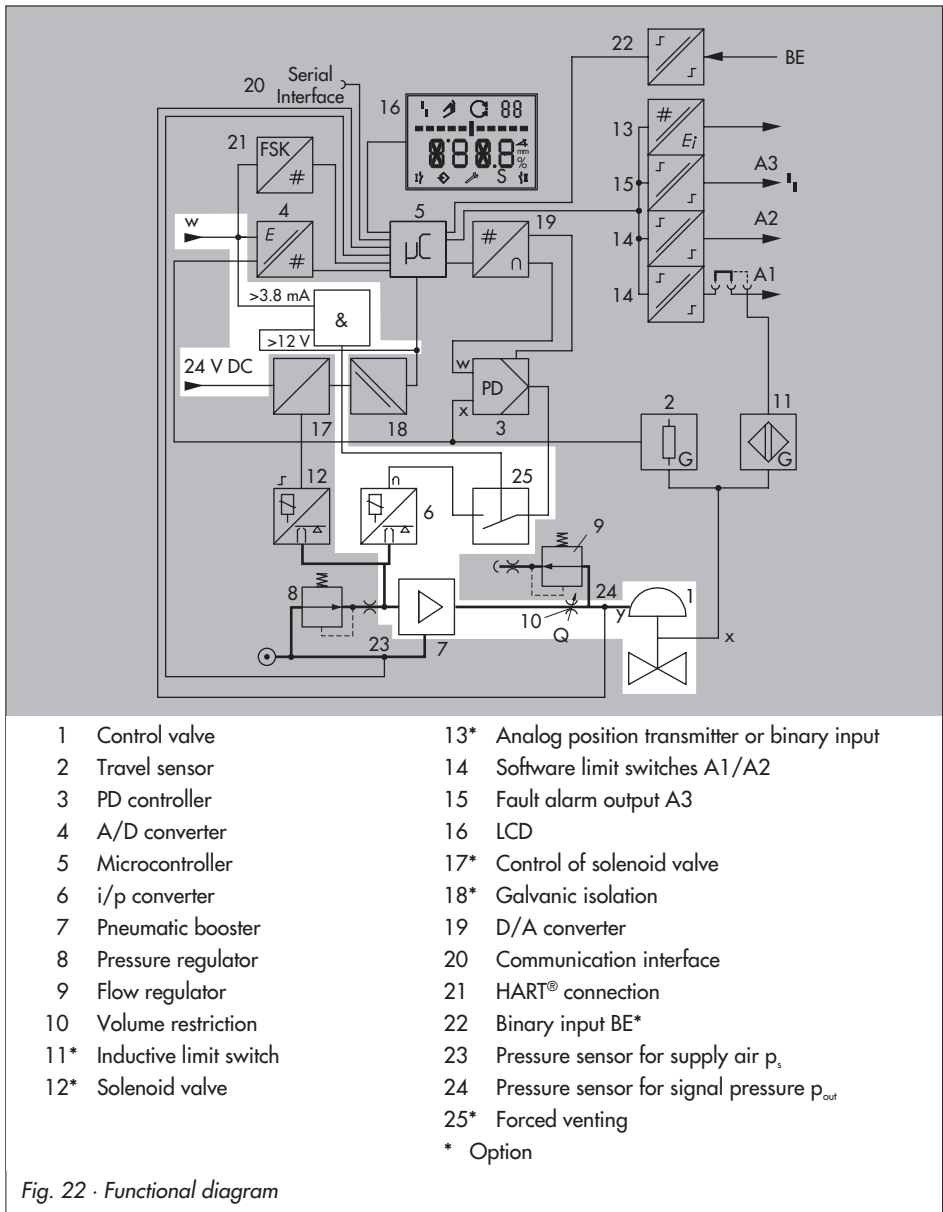 22
BE
20 Serial
Interface
16
88
8.8.8
mm
%
S
13
#
Ei
21
FSK
#
15
A3
w
4
E
#
5
µC
#
∩
19
14
A2
>3.8 mA
&
>12 V
14
A1
24 V DC
w
PD
x
3
2
G
11
G
17
18
12
25
∩
6
9
8
24
y
1
10
Q
x
23
7
1 Control valve
2 Travel sensor
3 PD controller
4 A/D converter
5 Microcontroller
6 i/p converter
7 Pneumatic booster
8 Pressure regulator
9 Flow regulator
10 Volume restriction
11* Inductive limit switch
12* Solenoid valve
13* Analog position transmitter or binary input
14 Software limit switches A1/A2
15 Fault alarm output A3
16 LCD
17* Control of solenoid valve
18* Galvanic isolation
19 D/A converter
20 Communication interface
21 HART® connection
22 Binary input BE*
23 Pressure sensor for supply air ps
24 Pressure sensor for signal pressure pout
25* Forced venting
* Option
Fig. 22 · Functional diagram